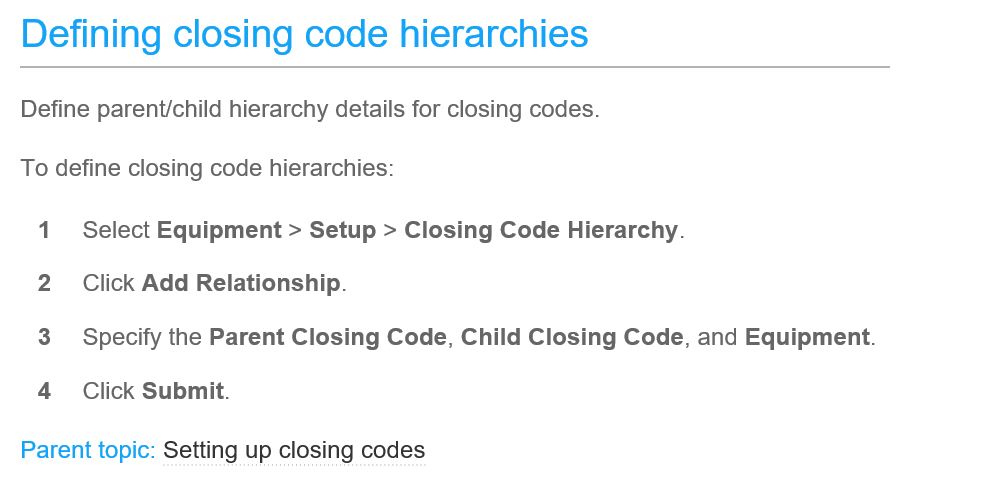 Defining closing code hierarchies
Define parent/child hierarchy details for closing codes.
To define closing code hierarchies:
1 Select Equipment > Setup > Closing Code Hierarchy.
2 Click Add Relationship.
3 Specify the Parent Closing Code, Child Closing Code, and Equipment.
4 Click Submit.
Parent topic: Setting up closing codes